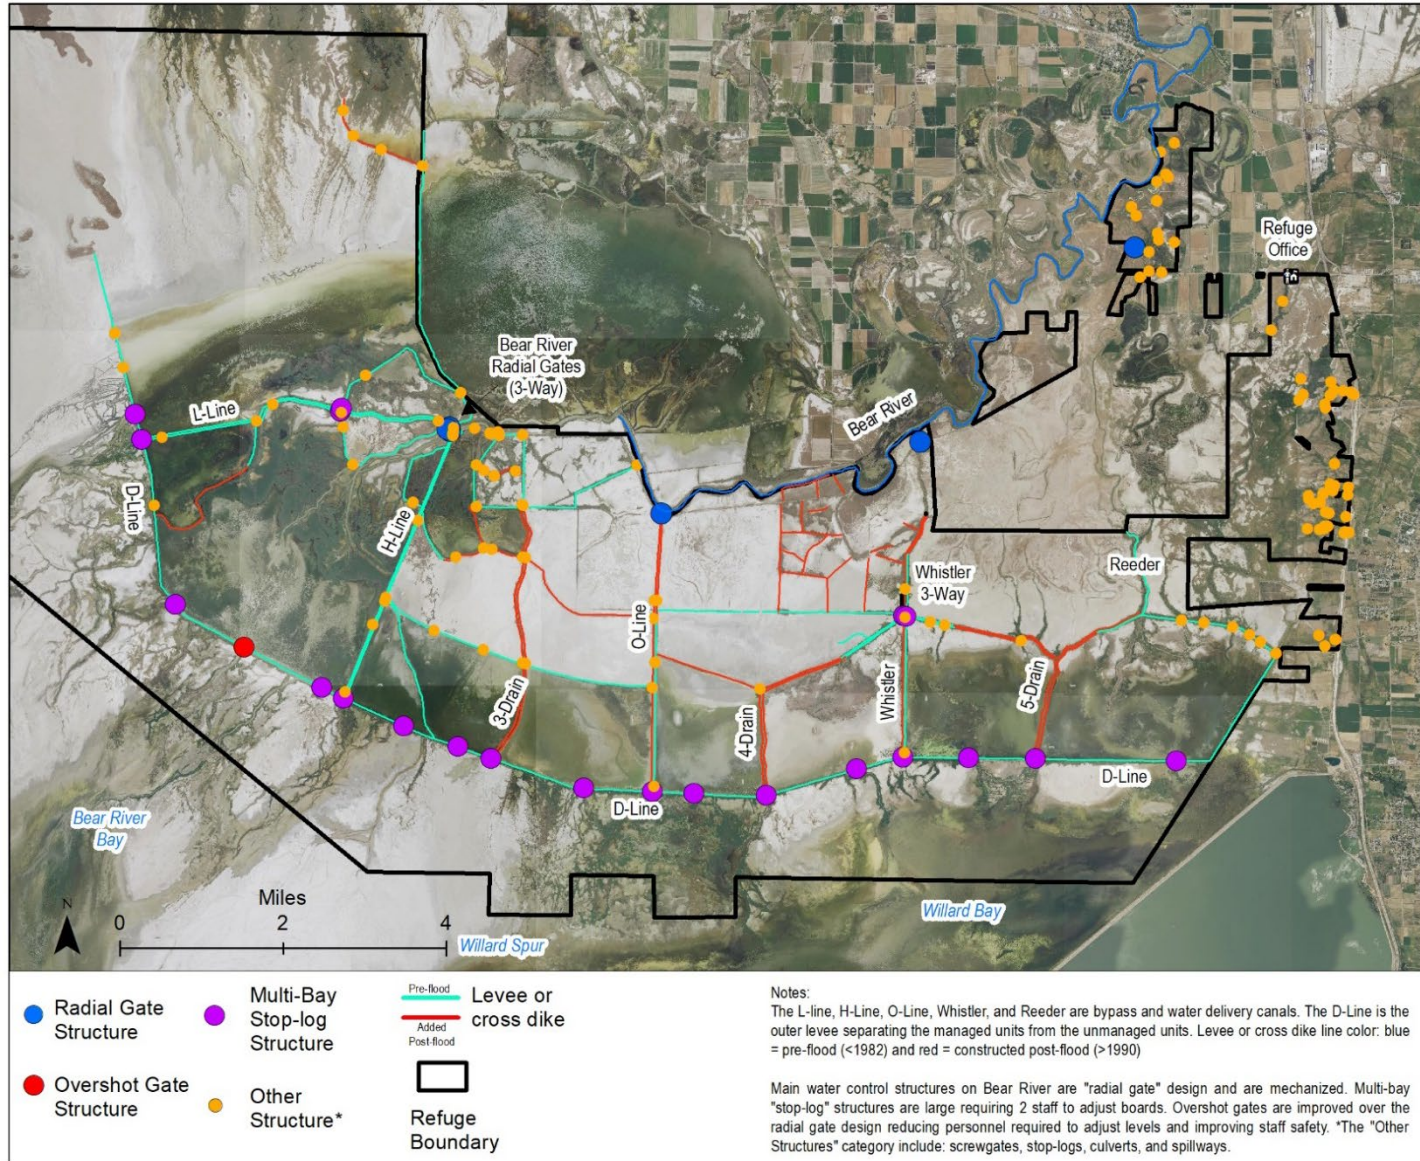 Refuge
Office
Bear River
Radial Gates
(3-Way)
Bear River
L-Line
D-Line
H-Line
O-Line
Whistler
3-Way
Reeder
3-Drain
4-Drain
Whistler
5-Drain
D-Line
D-Line
Bear River
Bay
Miles
N
0
2
4
Willard Spur
Willard Bay
Radial Gate
Structure
Overshot Gate
Structure
Multi-Bay
Stop-log
Structure
Other
Structure*
Pre-flood
Added
Post-flood
Levee or
cross dike
Refuge
Boundary
Notes:
The L-line, H-Line, O-Line, Whistler, and Reeder are bypass and water delivery canals. The D-Line is the
outer levee separating the managed units from the unmanaged units. Levee or cross dike line color: blue
= pre-flood (<1982) and red = constructed post-flood (>1990)
Main water control structures on Bear River are "radial gate" design and are mechanized. Multi-bay
"stop-log" structures are large requiring 2 staff to adjust boards. Overshot gates are improved over the
radial gate design reducing personnel required to adjust levels and improving staff safety. *The "Other
Structures" category include: screwgates, stop-logs, culverts, and spillways.